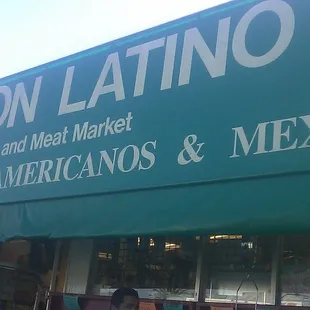 ON LATINO
and Meat Market
AMERICANOS & MEX